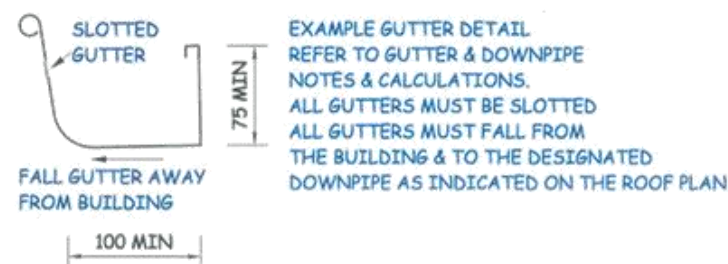 SLOTTED
GUTTER
75 MIN
FALL GUTTER AWAY
FROM BUILDING
100 MIN
EXAMPLE GUTTER DETAIL
REFER TO GUTTER & DOWNPIPE
NOTES & CALCULATIONS.
ALL GUTTERS MUST BE SLOTTED
ALL GUTTERS MUST FALL FROM
THE BUILDING & TO THE DESIGNATED
DOWNPIPE AS INDICATED ON THE ROOF PLAN